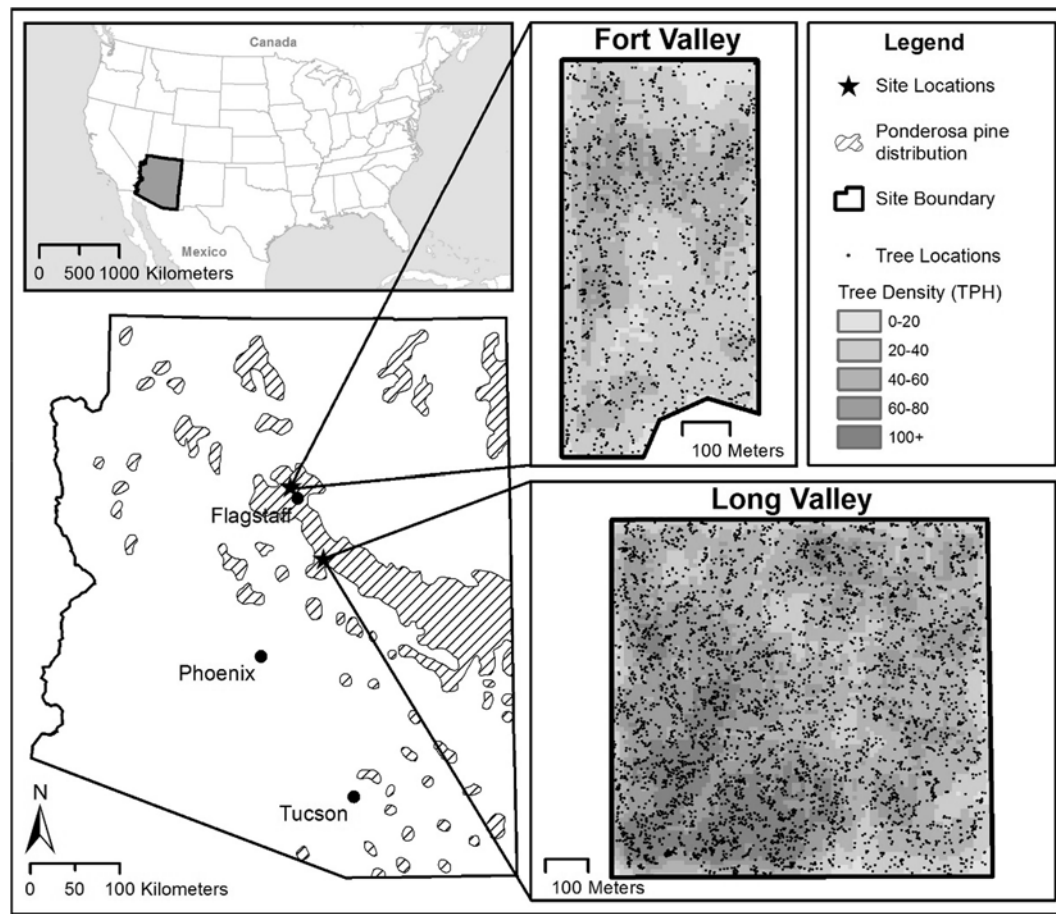 Canada
Mexico
0 500 1000 Kilometers
Fort Valley
100 Meters
Legend
Site Locations
Ponderosa pine
distribution
Site Boundary
Tree Locations
Tree Density (TPH)
0-20
20-40
40-60
60-80
100+
Flagstaff
Phoenix
Tucson
N
0 50 100 Kilometers
Long Valley
100 Meters